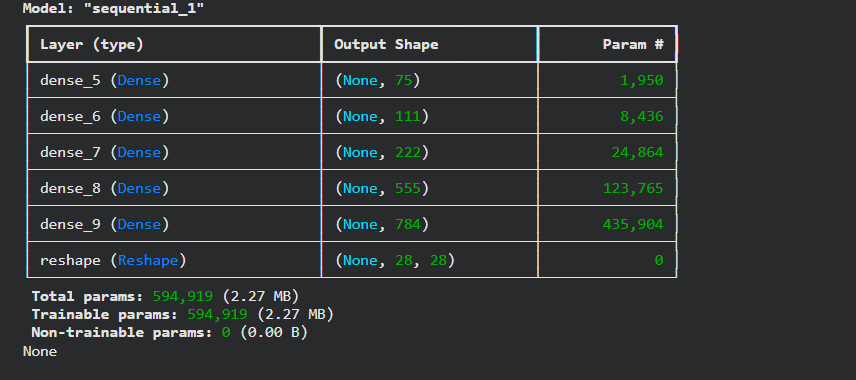 Model: "sequential_1"
Layer (type) Output Shape Param #
dense_5 (Dense) (None, 75) 1,950
dense_6 (Dense) (None, 111) 8,436
dense_7 (Dense) (None, 222) 24,864
dense_8 (Dense) (None, 555) 123,765
dense_9 (Dense) (None, 784) 435,904
reshape (Reshape) (None, 28, 28) 0
Total params: 594,919 (2.27 MB)
Trainable params: 594,919 (2.27 MB)
Non-trainable params: 0 (0.00 B)
None